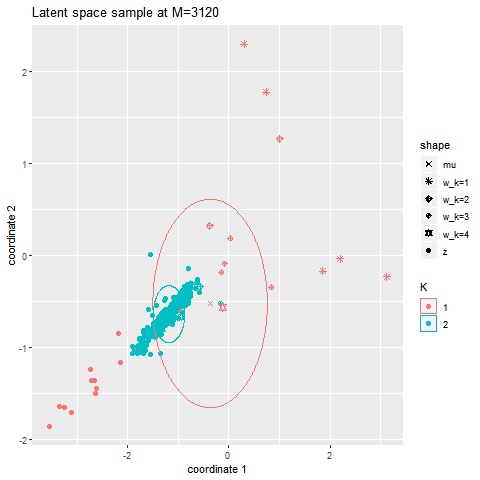 Latent space sample at M=3120
coordinate 2
2
1
0
-1
-2
-2
0
2
coordinate 1
shape
mu
w_k=1
w_k=2
w_k=3
w_k=4
z
K
1
2